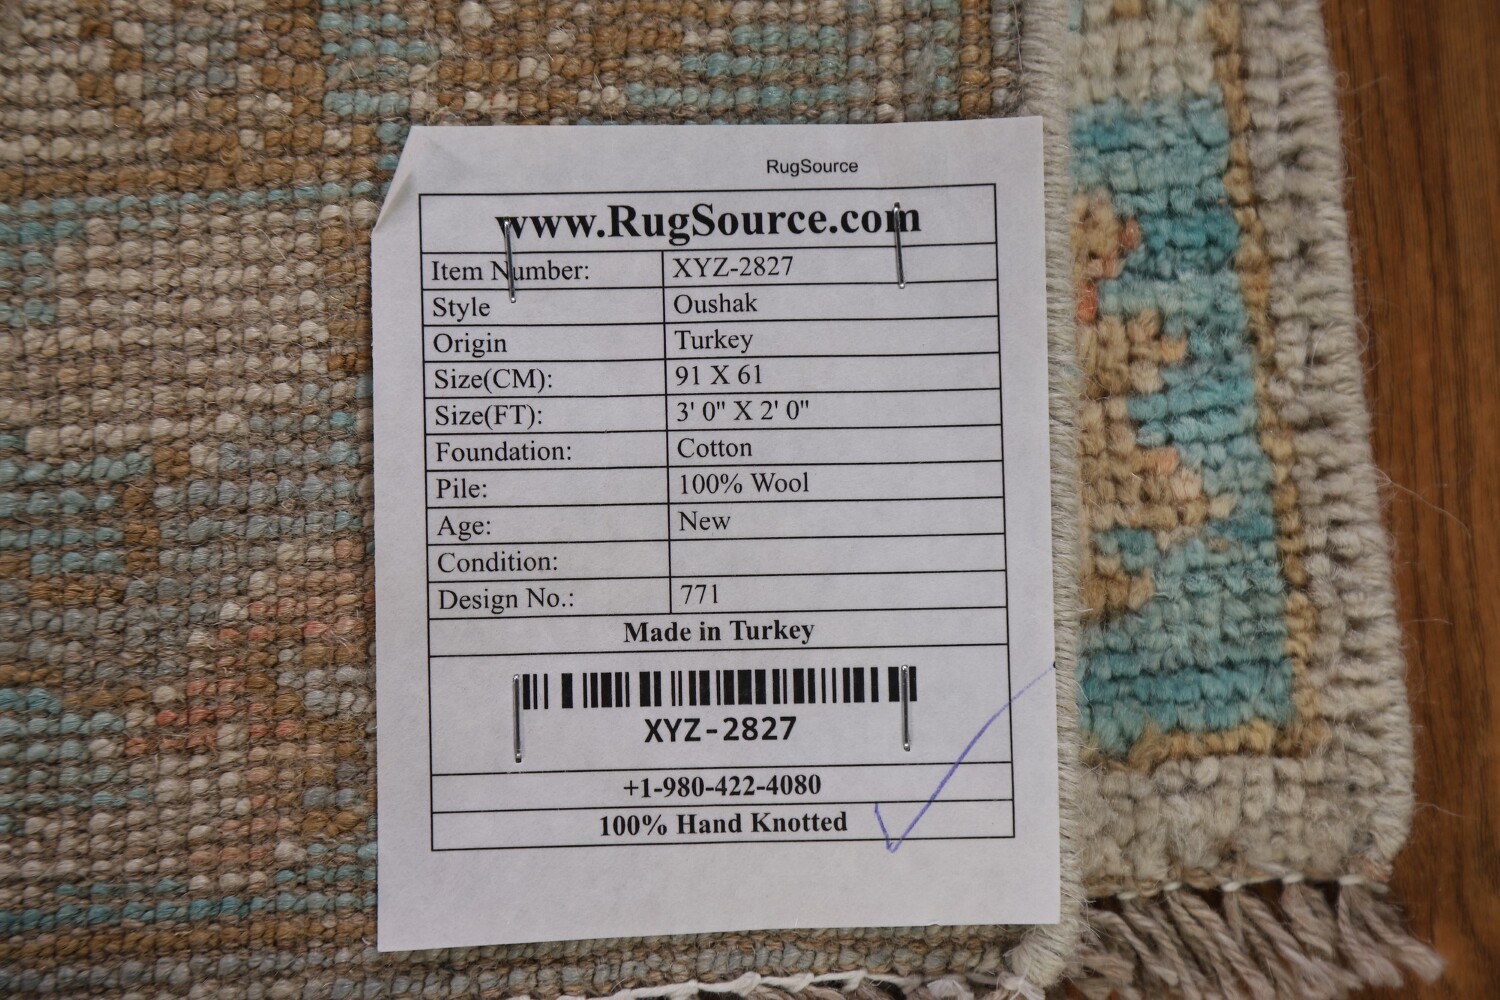 RugSource
www.RugSource.com
Item Number: XYZ-2827
Style Oushak
Origin Turkey
Size(CM): 91 X 61
Size(FT): 3' 0" X 2' 0"
Foundation: Cotton
Pile: 100% Wool
Age: New
Condition:
Design No.: 771
Made in Turkey
XYZ-2827
+1-980-422-4080
100% Hand Knotted